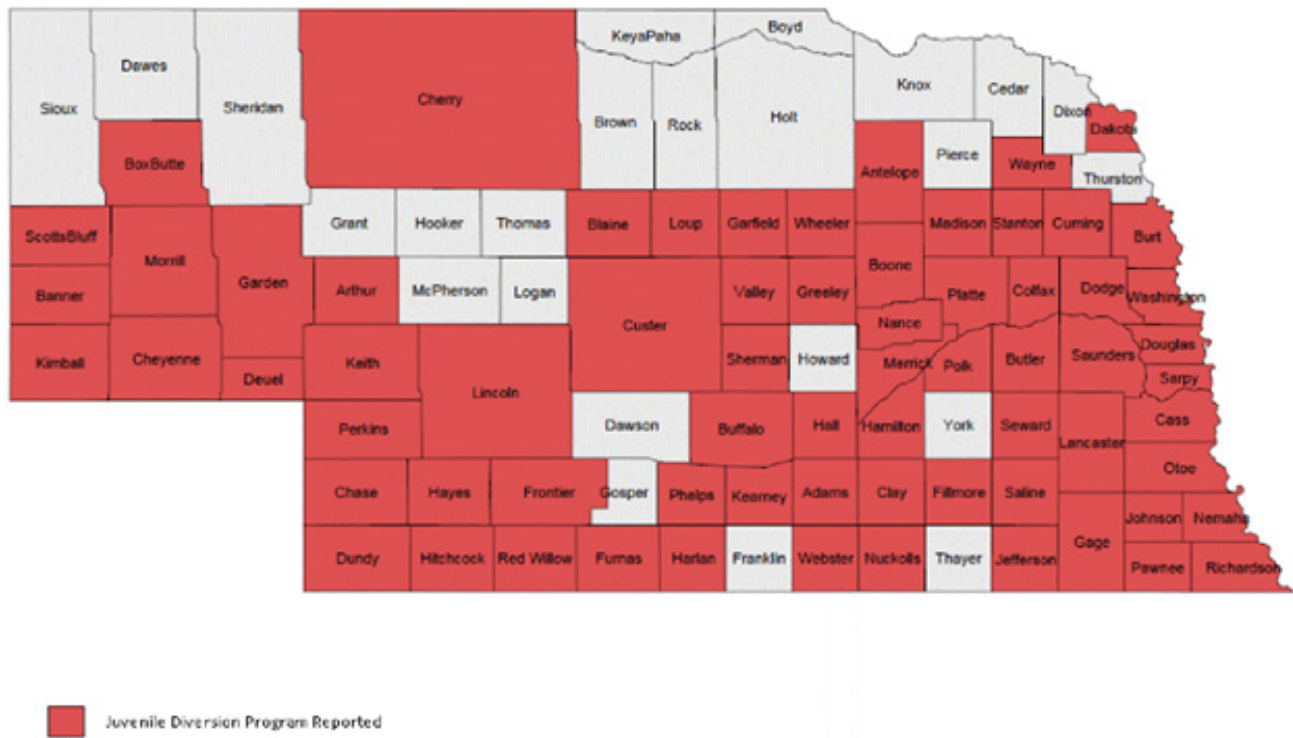 Boyd
KeyaPaha
Dawes
Knox
Cedar
Cherry
Sioux
Sheridan
Dixon
Holt
Brown
Rock
Dakota
Pierce
BoxButte
Wayne
Antelope
Thurston
Grant
Hooker
Thomas
Blaine
Loup
Garfield
Wheeler
Madison
Stanton
Cuming
ScottsBluff
Burt
Morrill
Boone
Garden
Arthur
McPherson
Logan
Valley
Greeley
Platte
Colfax
Dodge
Banner
Washington
Custer
Nance
Kimball
Cheyenne
Keith
Sherman
Howard
Merrick
Polk
Butler
Saunders
Douglas
Deuel
Sarpy
Lincoln
Perkins
Dawson
Buffalo
Hall
Hamilton
York
Seward
Lancaster
Cass
Otoe
Chase
Hayes
Frontier
Gosper
Phelps
Kearney
Adams
Clay
Fillmore
Saline
Johnson
Nemaha
Gage
Dundy
Hitchcock
Red Willow
Furnas
Harlan
Franklin
Webster
Nuckolls
Thayer
Jefferson
Pawnee
Richardson
Juvenile Diversion Program Reported